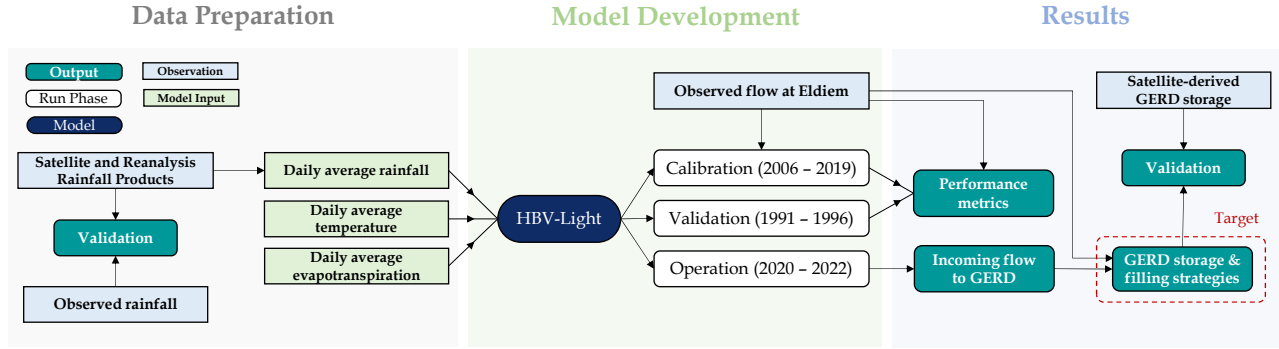 Data Preparation
Model Development
Results
Output
Observation
Run Phase
Model Input
Model
Satellite and Reanalysis
Rainfall Products
Validation
Observed rainfall
Daily average rainfall
Daily average
temperature
Daily average
evapotranspiration
HBV-Light
Observed flow at Eldiem
Calibration (2006 – 2019)
Validation (1991 – 1996)
Operation (2020 – 2022)
Performance
metrics
Incoming flow
to GERD
Satellite-derived
GERD storage
Validation
Target
GERD storage &
filling strategies